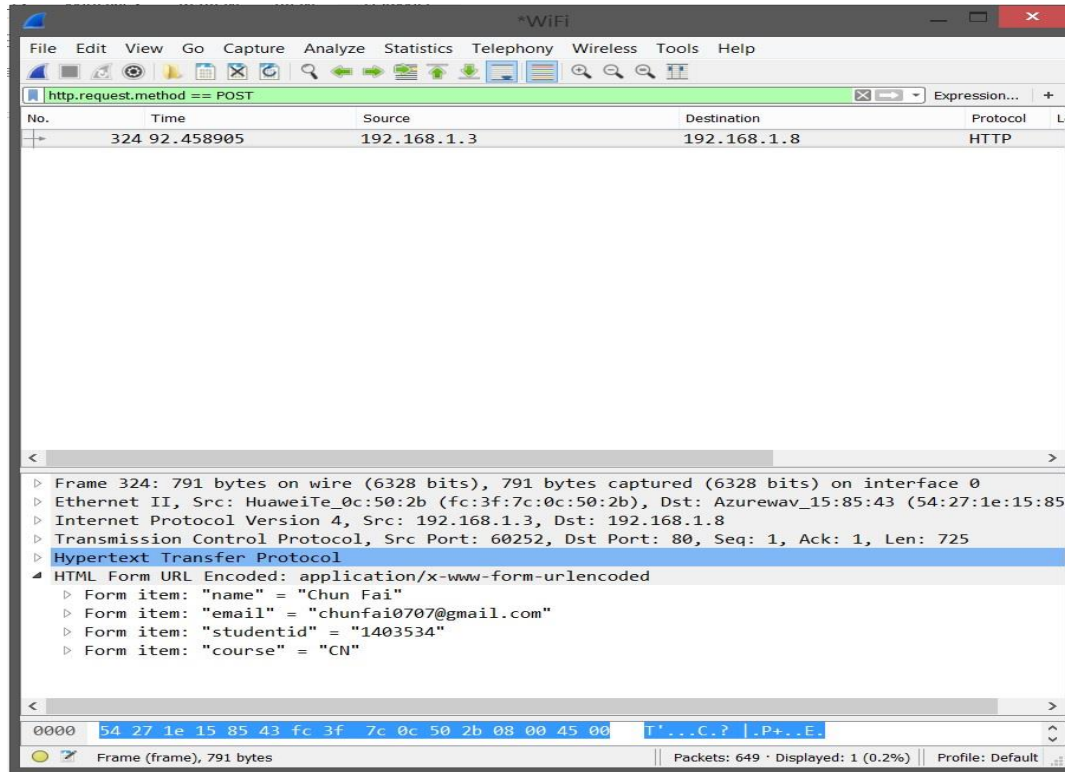 *WiFi
File Edit View Go Capture Analyze Statistics Telephony Wireless Tools Help
http.request.method == POST Expression... +
No. Time Source Destination Protocol L
324 92.458905 192.168.1.3 192.168.1.8 HTTP
Frame 324: 791 bytes on wire (6328 bits), 791 bytes captured (6328 bits) on interface 0
Ethernet II, Src: HuaweiTe_0c:50:2b (fc:3f:7c:0c:50:2b), Dst: Azurewav_15:85:43 (54:27:1e:15:85
Internet Protocol Version 4, Src: 192.168.1.3, Dst: 192.168.1.8
Transmission Control Protocol, Src Port: 60252, Dst Port: 80, Seq: 1, Ack: 1, Len: 725
Hypertext Transfer Protocol
HTML Form URL Encoded: application/x-www-form-urlencoded
Form item: "name" = "Chun Fai"
Form item: "email" = "chunfai0707@gmail.com"
Form item: "studentid" = "1403534"
Form item: "course" = "CN"
0000 54 27 1e 15 85 43 fc 3f 7c 0c 50 2b 08 00 45 00 T'...C.? |.P+..E.
Frame (frame), 791 bytes Packets: 649 · Displayed: 1 (0.2%) Profile: Default